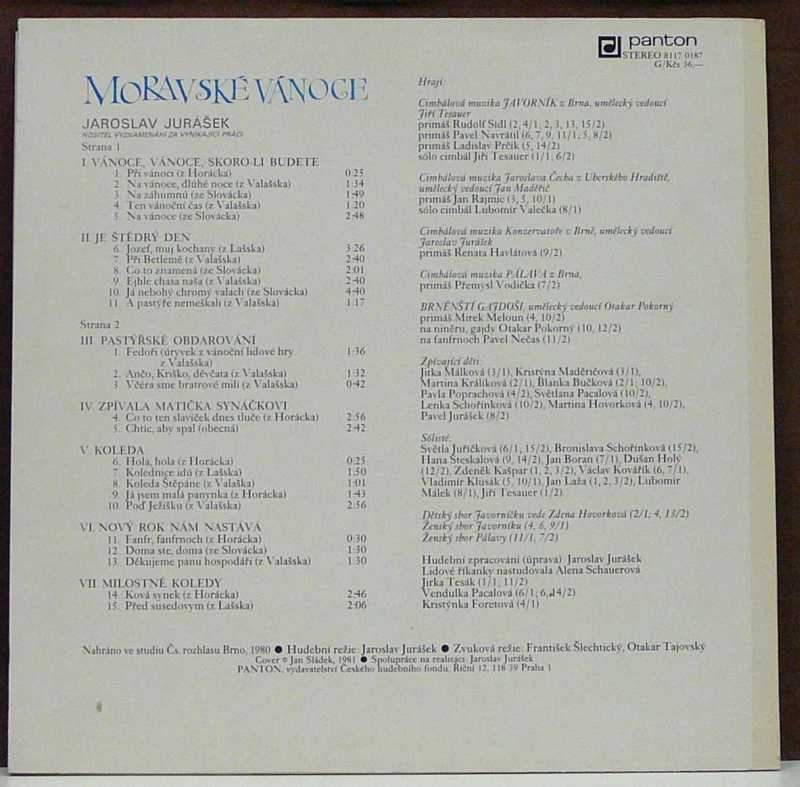 panton
STEREO 8117 0187
G/Kčs 36,—
MORAVSKÉ VÁNOCE
JAROSLAV JURÁŠEK
NOSITEL VYZNAMENÁNÍ ZA VYNIKAJÍCÍ PRÁCI
Strana 1
I. VÁNOCE, VÁNOCE, SKORO-LI BUDETE
1. Při vánoci (z Horácka) 0:25
2. Na vánoce, dlúhé noce (z Valašska) 1:34
3. Na záhumnú (ze Slovácka) 1:49
4. Ten vánoční čas (z Valašska) 1:20
5. Na vánoce (ze Slovácka) 2:48
II. JE ŠTĚDRÝ DEN
6. Jozef, muj kochany (z Lašska) 3:26
7. Při Betlemě (z Valašska) 2:40
8. Co to znamená (ze Slovácka) 2:01
9. Ejhle chasa naša (z Valašska) 2:40
10. Já nebohý chromý valach (ze Slovácka) 4:40
11. A pastýře nemeškali (z Valašska) 1:17
Strana 2
III. PASTÝŘSKÉ OBDAROVÁNÍ
1. Fedoři (úryvek z vánoční lidové hry
z Valašska) 1:36
2. Ančo, Kriško, děvčata (z Valašska) 1:32
3. Včera sme bratrové milí (z Valašska) 0:42
IV. ZPÍVALA MATIČKA SYNÁČKOVI
4. Co to ten slavíček dnes tluče (z Horácka) 2:56
5. Chtíc, aby spal (obecná) 2:42
V. KOLEDA
6. Hola, hola (z Horácka) 0:25
7. Kolednice idú (z Lašska) 1:50
8. Koleda Štěpáne (z Valaška) 1:01
9. Já jsem malá panynka (z Horácka) 1:43
10. Poď Ježišku (z Valašska) 2:56
VI. NOVÝ ROK NÁM NASTÁVÁ
11. Fanfr, fanfrnoch (z Horácka) 0:30
12. Doma ste, doma (ze Slovácka) 1:30
13. Děkujeme panu hospodáři (z Valašska) 1:30
VII. MILOSTNÉ KOLEDY
14. Ková synek (z Horácka) 2:46
15. Před susedovym (z Lašska) 2:06
Hrají:
Cimbálová muzika JAVORNÍK z Brna, umělecký vedoucí
Jiří Tesauer
primáš Rudolf Sidl (2, 4/1, 2, 3, 13, 15/2)
primáš Pavel Navrátil (6, 7, 9, 11/1, 5, 8/2)
primáš Ladislav Prčík (5, 14/2)
sólo cimbál Jiří Tesauer (1/1, 6/2)
Cimbálová muzika Jaroslava Čecha z Uherského Hradiště,
umělecký vedoucí Jan Maděřič
primáš Jan Rajmic (3, 5, 10/1)
sólo cimbál Lubomír Valečka (8/1)
Cimbálová muzika Konzervatoře v Brně, umělecký vedoucí
Jaroslav Jurášek
primáš Renata Havlátová (9/2)
Cimbálová muzika PÁLAVA z Brna,
primáš Přemysl Vodička (7/2)
BRNĚNŠTÍ GAJDOŠI, umělecký vedoucí Otakar Pokorný
primáš Mirek Meloun (4, 10/2)
na niněru, gajdy Otakar Pokorný (10, 12/2)
na fanfrnoch Pavel Nečas (11/2)
Zpívající děti:
Jitka Málková (3/1), Kristýna Maděričová (3/1),
Martina Králíková (2/1), Blanka Bučková (2/1; 10/2),
Pavla Poprachová (4/2), Světlana Pacalová (10/2),
Lenka Schořínková (10/2), Martina Hovorková (4, 10/2),
Pavel Jurášek (8/2)
Sólisté:
Světla Juřičková (6/1, 15/2), Bronislava Schořínková (15/2),
Hana Steskalová (9, 14/2), Jan Boran (7/1), Dušan Holý
(12/2), Zdeněk Kašpar (1, 2, 3/2), Václav Kovářík (6, 7/1),
Vladimír Klusák (5, 10/1), Jan Laža (1, 2, 3/2), Lubomír
Málek (8/1), Jiří Tesauer (1/2)
Dětský sbor Javorníčku vede Zdena Hovorková (2/1; 4, 13/2)
Ženský sbor Javorníku (4, 6, 9/1)
Ženský sbor Pálavy (11/1, 7/2)
Hudební zpracování (úprava) Jaroslav Jurášek
Lidové říkanky nastudovala Alena Schauerová
Jirka Tesák (1/1, 11/2)
Vendulka Pacalová (6/1; 6, 14/2)
Kristýnka Foretová (4/1)
Nahráno ve studiu Čs. rozhlasu Brno, 1980 ● Hudební režie Jaroslav Jurášek ● Zvuková režie František Šlechtický, Otakar Tajovský
Cover © Jan Sládek, 1981 ● Spolupráce na realizaci Jaroslav Jurášek
PANTON, vydavatelství Českého hudebního fondu, Říční 12, 118 39 Praha 1